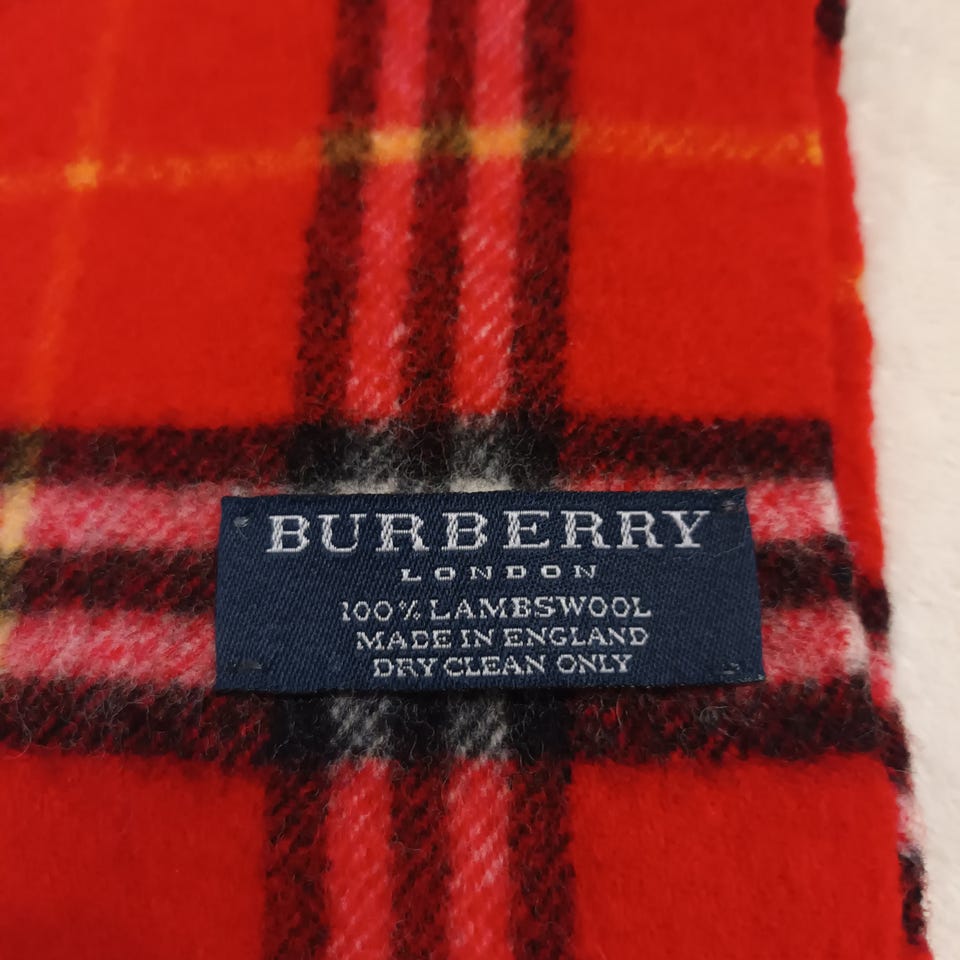 BURBERRY
LONDON
100% LAMBSWOOL
MADE IN ENGLAND
DRY CLEAN ONLY